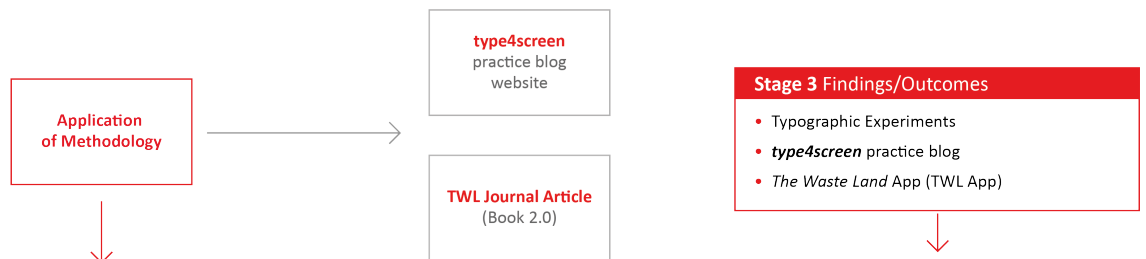 Application
of Methodology
type4screen
practice blog
website
TWL Journal Article
(Book 2.0)
Stage 3 Findings/Outcomes
• Typographic Experiments
• type4screen practice blog
• The Waste Land App (TWL App)